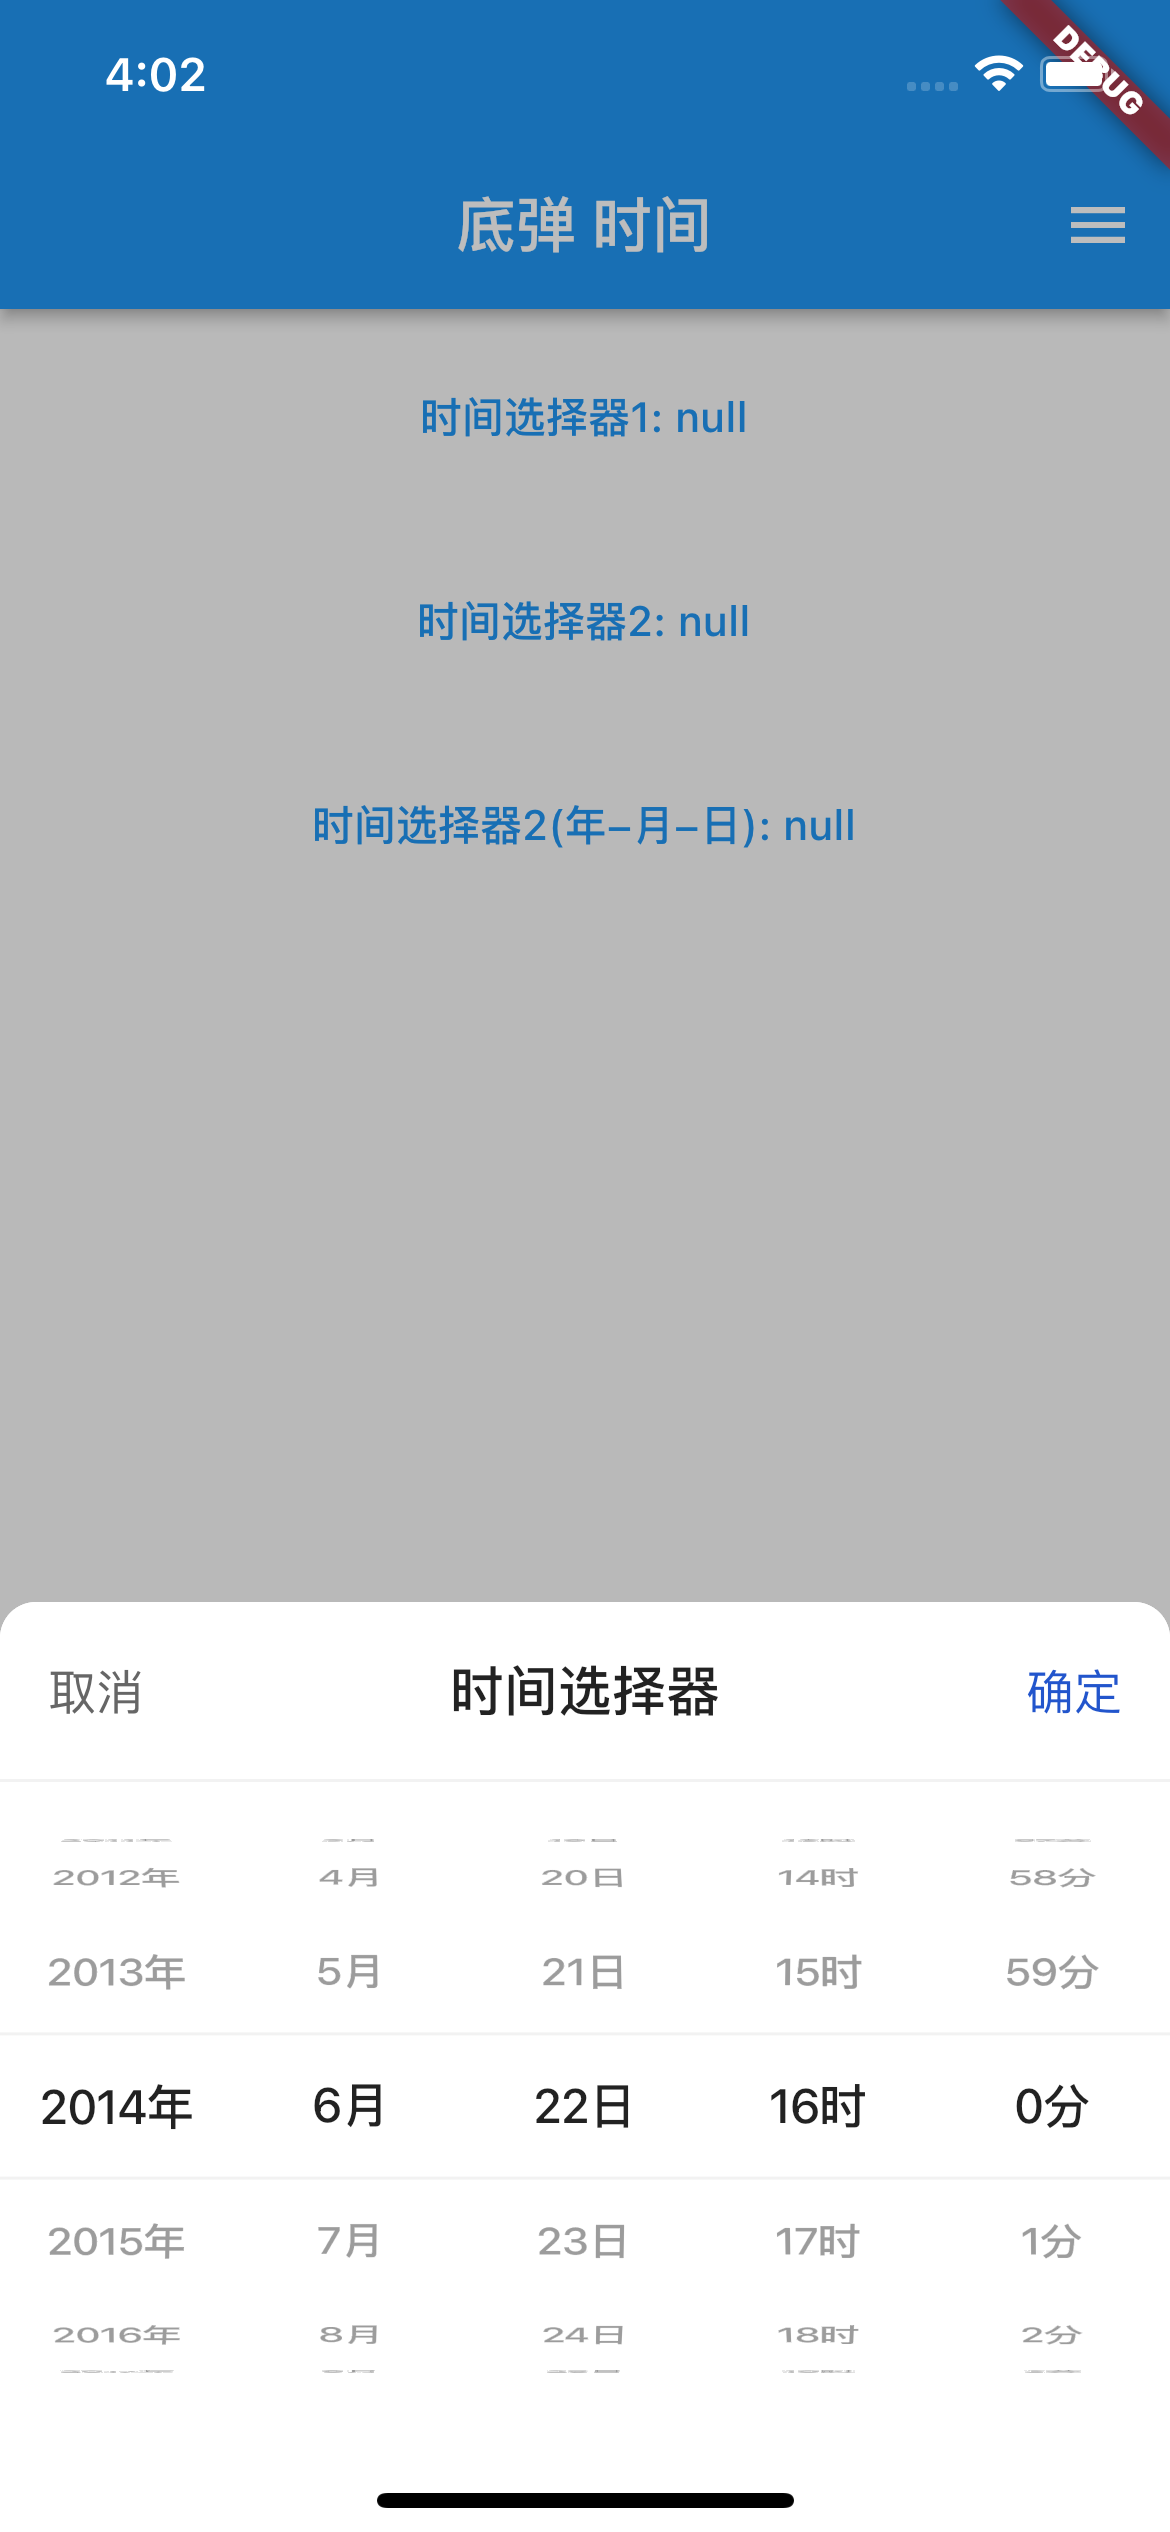 4:02
DEBUG
底弹 时间
时间选择器1: null
时间选择器2: null
时间选择器2(年-月-日): null
取消 时间选择器 确定
2012年 4月 20日 14时 58分
2013年 5月 21日 15时 59分
2014年 6月 22日 16时 0分
2015年 7月 23日 17时 1分
2016年 8月 24日 18时 2分